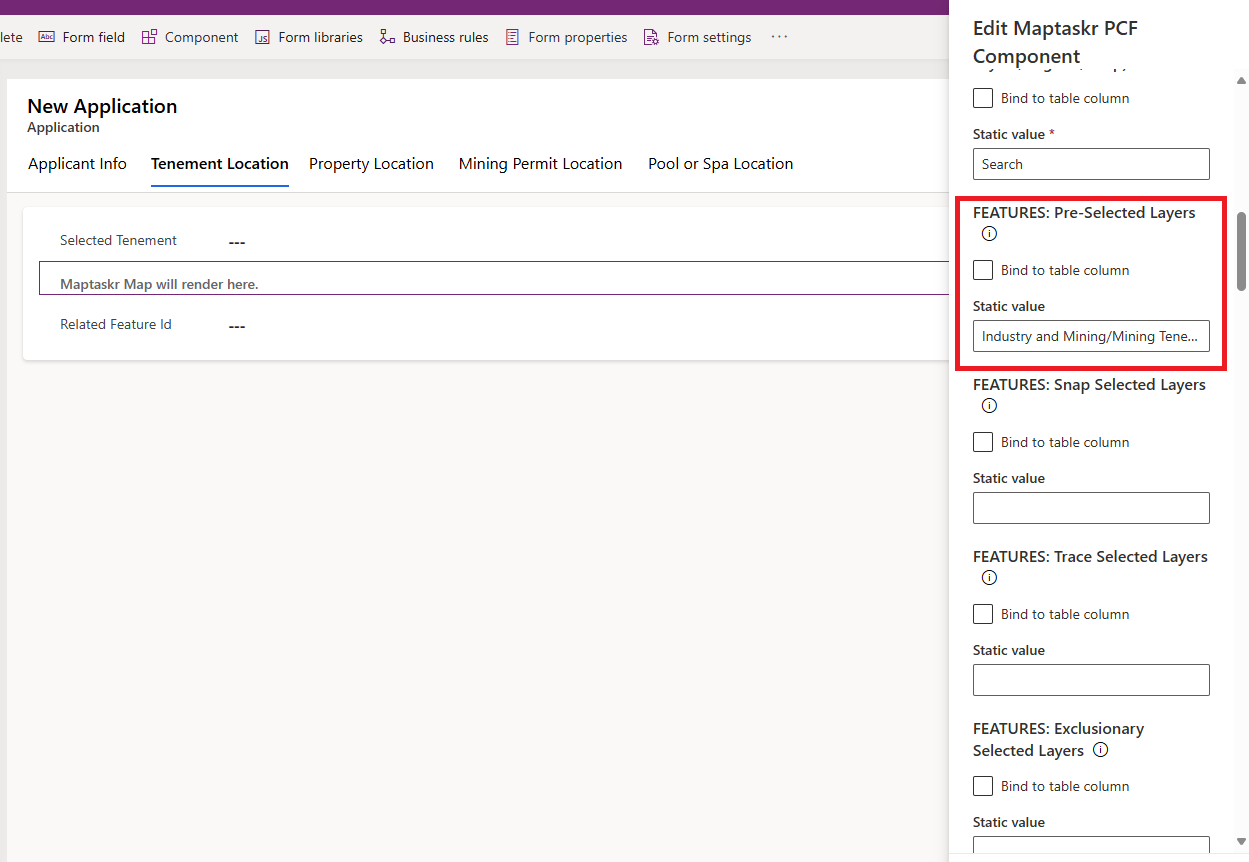 lete
Form field
Component
Form libraries
Business rules
Form properties
Form settings
···
New Application
Application
Applicant Info
Tenement Location
Property Location
Mining Permit Location
Pool or Spa Location
Selected Tenement
---
Maptaskr Map will render here.
Related Feature Id
---
Edit Maptaskr PCF
Component
Bind to table column
Static value *
Search
FEATURES: Pre-Selected Layers
Bind to table column
Static value
Industry and Mining/Mining Tene...
FEATURES: Snap Selected Layers
Bind to table column
Static value
FEATURES: Trace Selected Layers
Bind to table column
Static value
FEATURES: Exclusionary
Selected Layers
Bind to table column
Static value